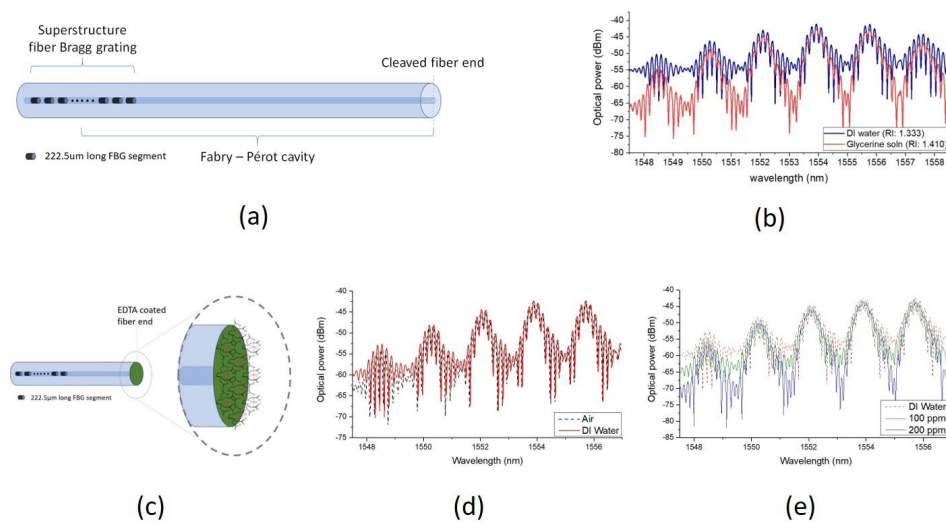 Superstructure
fiber Bragg grating
Cleaved fiber end
222.5um long FBG segment
Fabry – Pérot cavity
(a)
Optical power (dBm)
-40
-45
-50
-55
-60
-65
-70
-75
-80
DI water (RI: 1.333)
Glycerine soln (RI: 1.410)
1548 1549 1550 1551 1552 1553 1554 1555 1556 1557 1558
wavelength (nm)
(b)
EDTA coated
fiber end
222.5µm long FBG segment
(c)
Optical power (dBm)
-40
-45
-50
-55
-60
-65
-70
-75
Air
DI Water
1548 1550 1552 1554 1556
Wavelength (nm)
(d)
Optical power (dBm)
-40
-45
-50
-55
-60
-65
-70
-75
-80
-85
DI Water
100 ppm
200 ppm
1548 1550 1552 1554 1556
Wavelength (nm)
(e)